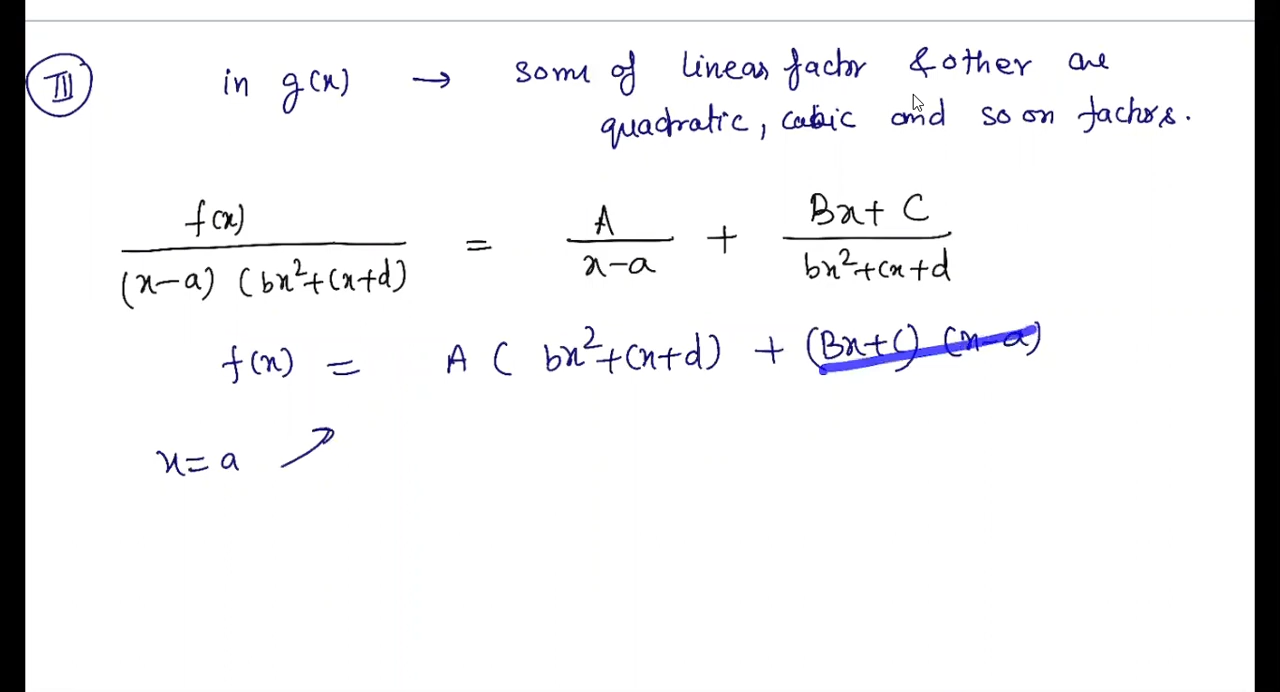 III in g(x) → some of linear factor & other are
quadratic, cubic and so on factors.
f(x) / (x-a) (bx²+cx+d) = A / x-a + Bx+C / bx²+cx+d
f(x) = A ( bx²+cx+d) + (Bx+C) (x-a)
x=a ↗